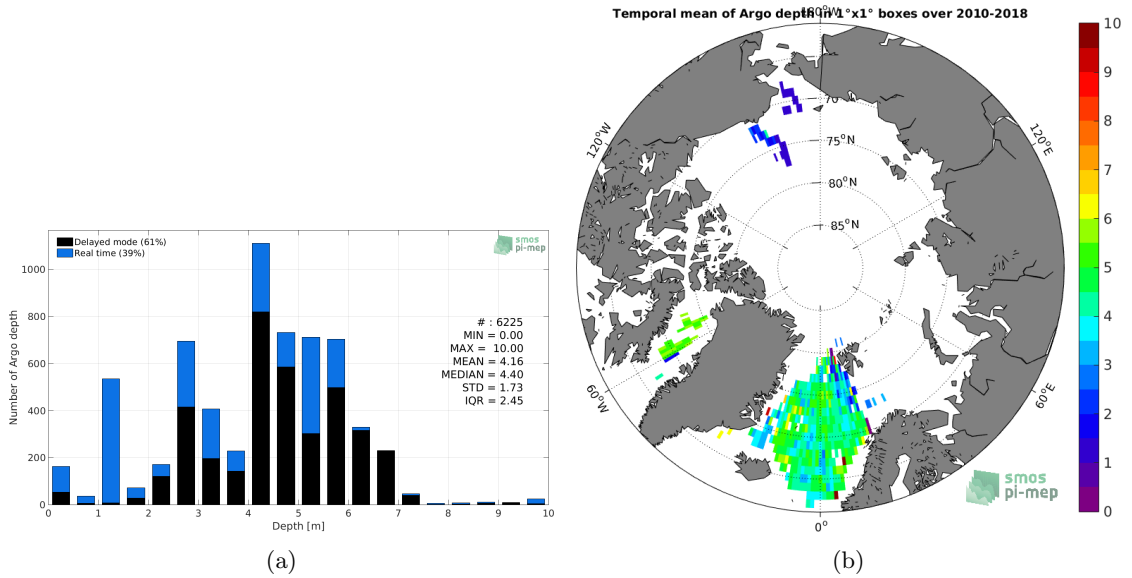 Temporal mean of Argo depth in 1°x1° boxes over 2010-2018
180°W
120°W
120°E
60°W
60°E
0°
70
75°N
80°N
85°N
10
9
8
7
6
5
4
3
2
1
0
smos
pi-mep
Delayed mode (61%)
Real time (39%)
smos
pi-mep
# : 6225
MIN = 0.00
MAX = 10.00
MEAN = 4.16
MEDIAN = 4.40
STD = 1.73
IQR = 2.45
Number of Argo depth
1000
800
600
400
200
0
0 1 2 3 4 5 6 7 8 9 10
Depth [m]
(a)
(b)